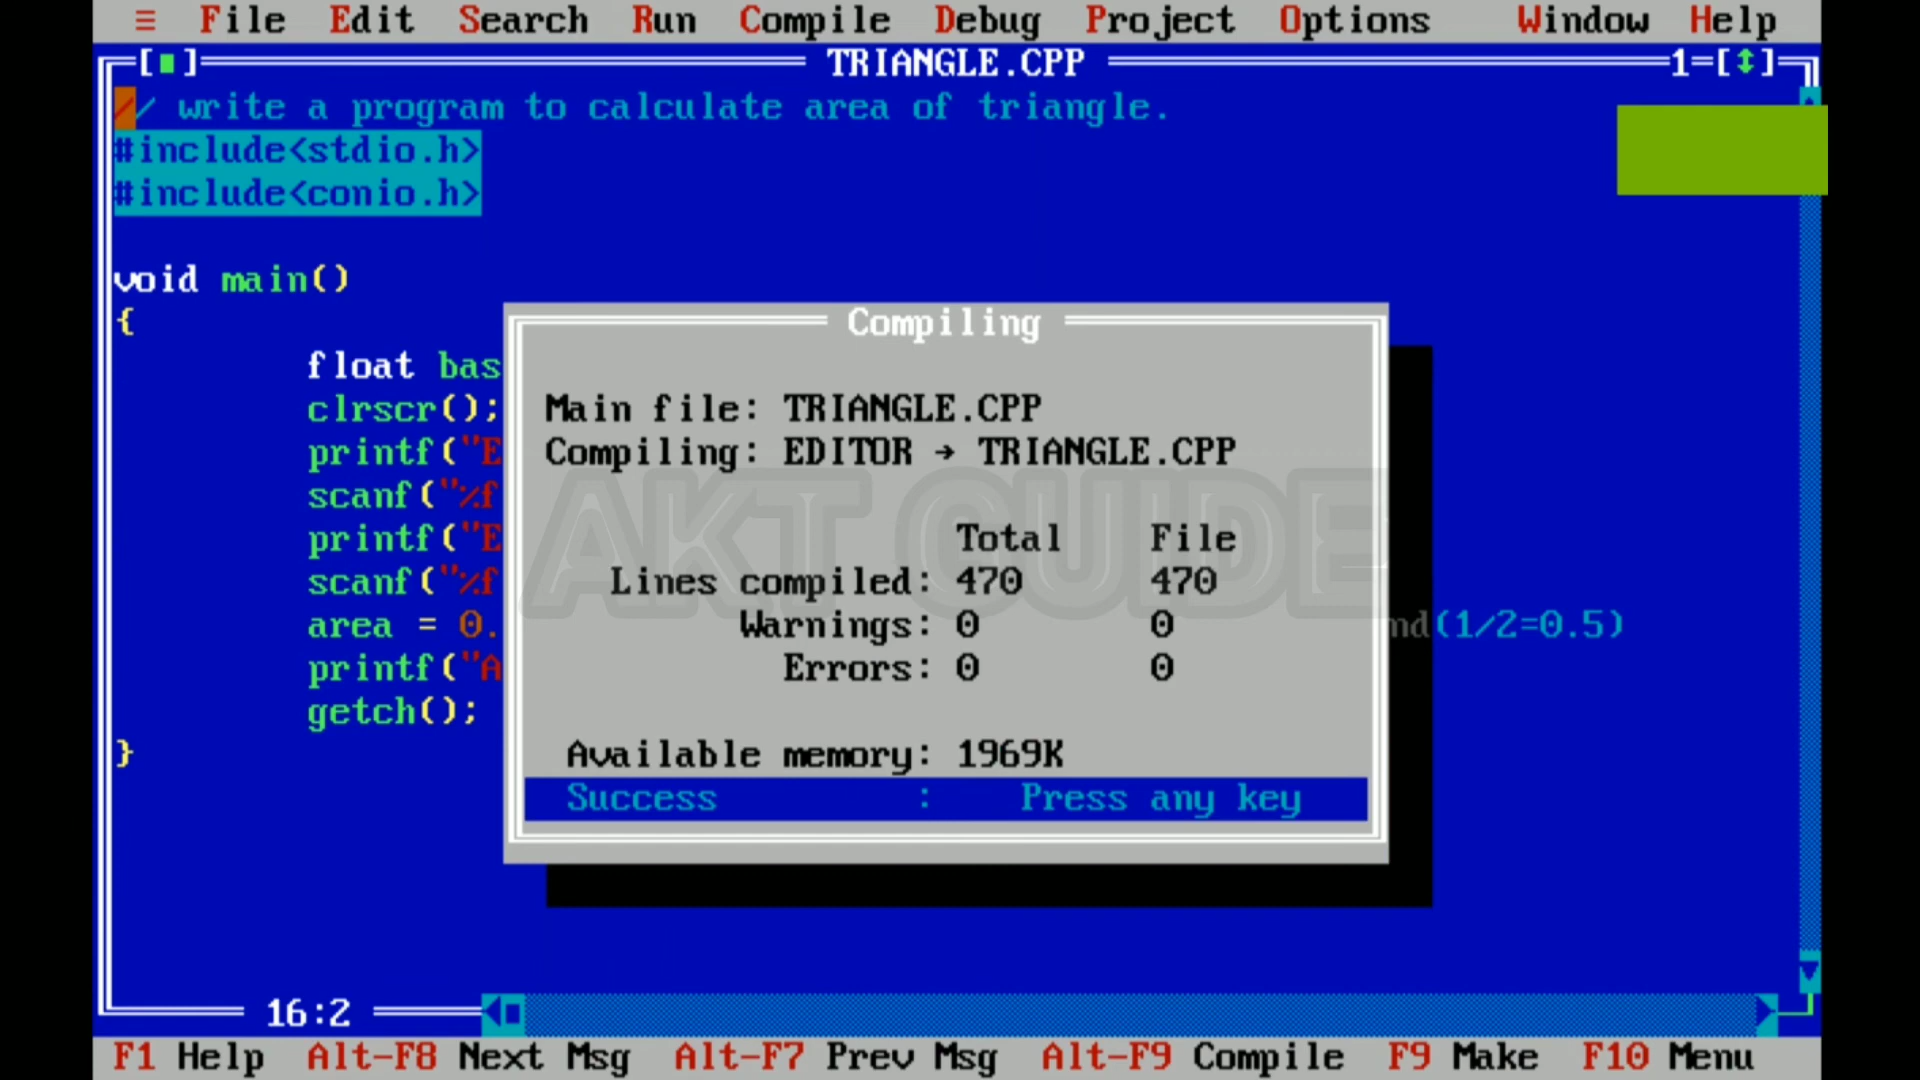 ≡ File Edit Search Run Compile Debug Project Options Window Help
[■] TRIANGLE.CPP 1=[↕]
// write a program to calculate area of triangle.
#include<stdio.h>
#include<conio.h>
void main()
{
float bas
clrscr();
printf("E
scanf("%f
printf("E
scanf("%f
area = 0.
nd(1/2=0.5)
printf("A
getch();
}
Compiling
Main file: TRIANGLE.CPP
Compiling: EDITOR → TRIANGLE.CPP
Total File
Lines compiled: 470 470
Warnings: 0 0
Errors: 0 0
Available memory: 1969K
Success : Press any key
AKT GUIDE
16:2
F1 Help Alt-F8 Next Msg Alt-F7 Prev Msg Alt-F9 Compile F9 Make F10 Menu